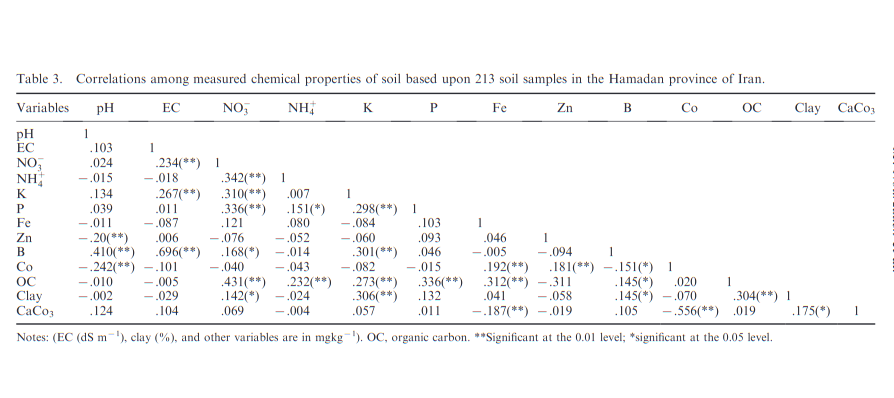 Table 3. Correlations among measured chemical properties of soil based upon 213 soil samples in the Hamadan province of Iran.
Variables pH EC NO₃⁻ NH₄⁺ K P Fe Zn B Co OC Clay CaCo₃
pH 1
EC .103 1
NO₃⁻ .024 .234(**) 1
NH₄⁺ −.015 −.018 .342(**) 1
K .134 .267(**) .310(**) .007 1
P .039 .011 .336(**) .151(*) .298(**) 1
Fe −.011 −.087 .121 .080 −.084 .103 1
Zn −.20(**) .006 −.076 −.052 −.060 .093 .046 1
B .410(**) .696(**) .168(*) −.014 .301(**) .046 −.005 −.094 1
Co −.242(**) −.101 −.040 −.043 −.082 −.015 .192(**) .181(**) −.151(*) 1
OC −.010 −.005 .431(**) .232(**) .273(**) .336(**) .312(**) −.311 .145(*) .020 1
Clay −.002 −.029 .142(*) −.024 .306(**) .132 .041 −.058 .145(*) −.070 .304(**) 1
CaCo₃ .124 .104 .069 −.004 .057 .011 −.187(**) −.019 .105 −.556(**) .019 .175(*) 1
Notes: (EC (dS m⁻¹), clay (%), and other variables are in mgkg⁻¹). OC, organic carbon. **Significant at the 0.01 level; *significant at the 0.05 level.